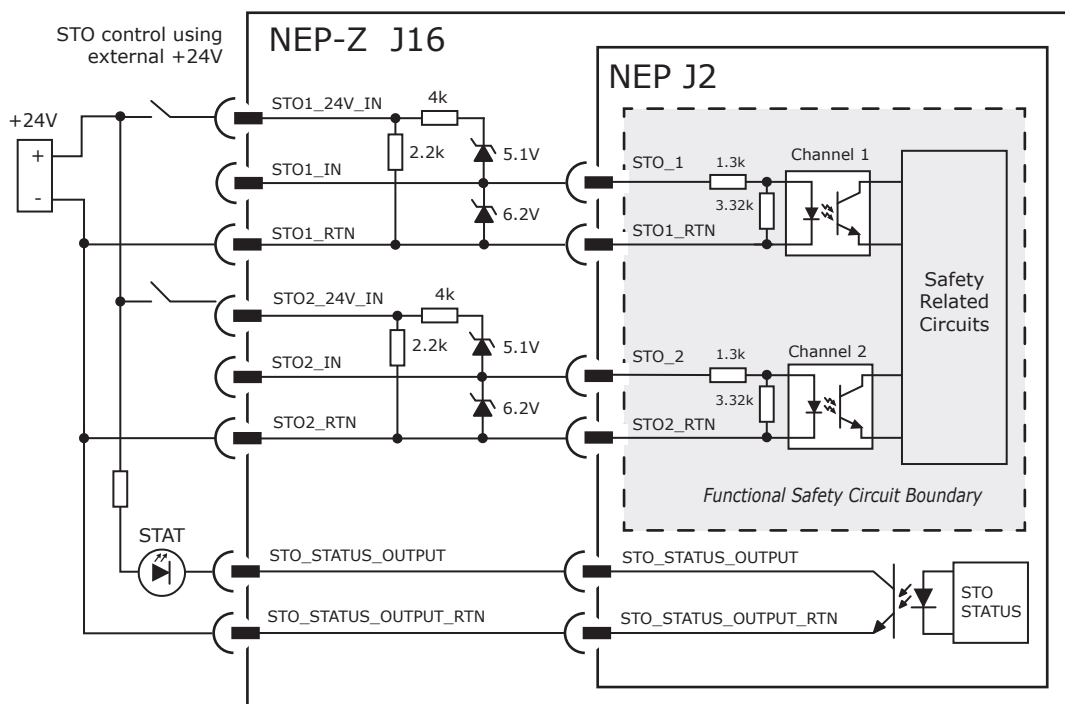 STO control using
external +24V
NEP-Z J16
NEP J2
+24V
+
-
STO1_24V_IN
4k
2.2k
5.1V
STO1_IN
6.2V
STO1_RTN
STO_1
1.3k
Channel 1
3.32k
STO1_RTN
Safety
Related
Circuits
STO2_24V_IN
4k
2.2k
5.1V
STO2_IN
6.2V
STO2_RTN
STO_2
1.3k
Channel 2
3.32k
STO2_RTN
Functional Safety Circuit Boundary
STAT
STO_STATUS_OUTPUT
STO_STATUS_OUTPUT
STO_STATUS_OUTPUT_RTN
STO_STATUS_OUTPUT_RTN
STO
STATUS